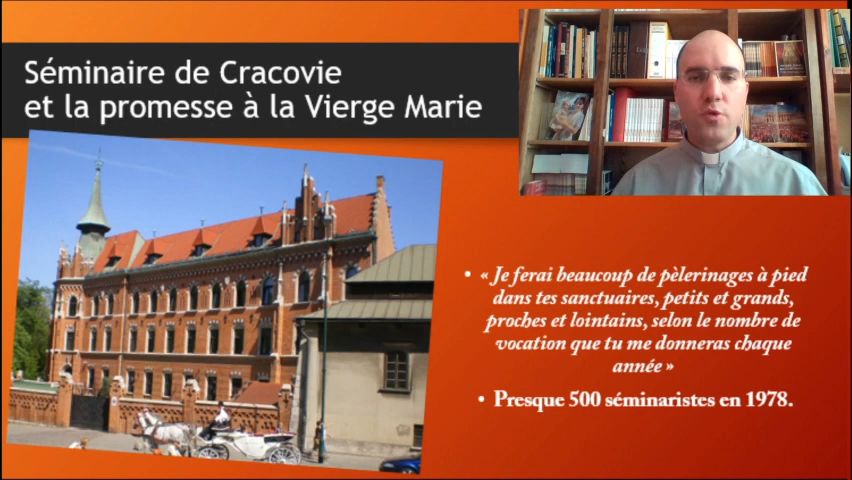 Séminaire de Cracovie
et la promesse à la Vierge Marie
• « Je ferai beaucoup de pèlerinages à pied
dans tes sanctuaires, petits et grands,
proches et lointains, selon le nombre de
vocation que tu me donneras chaque
année »
• Presque 500 séminaristes en 1978.